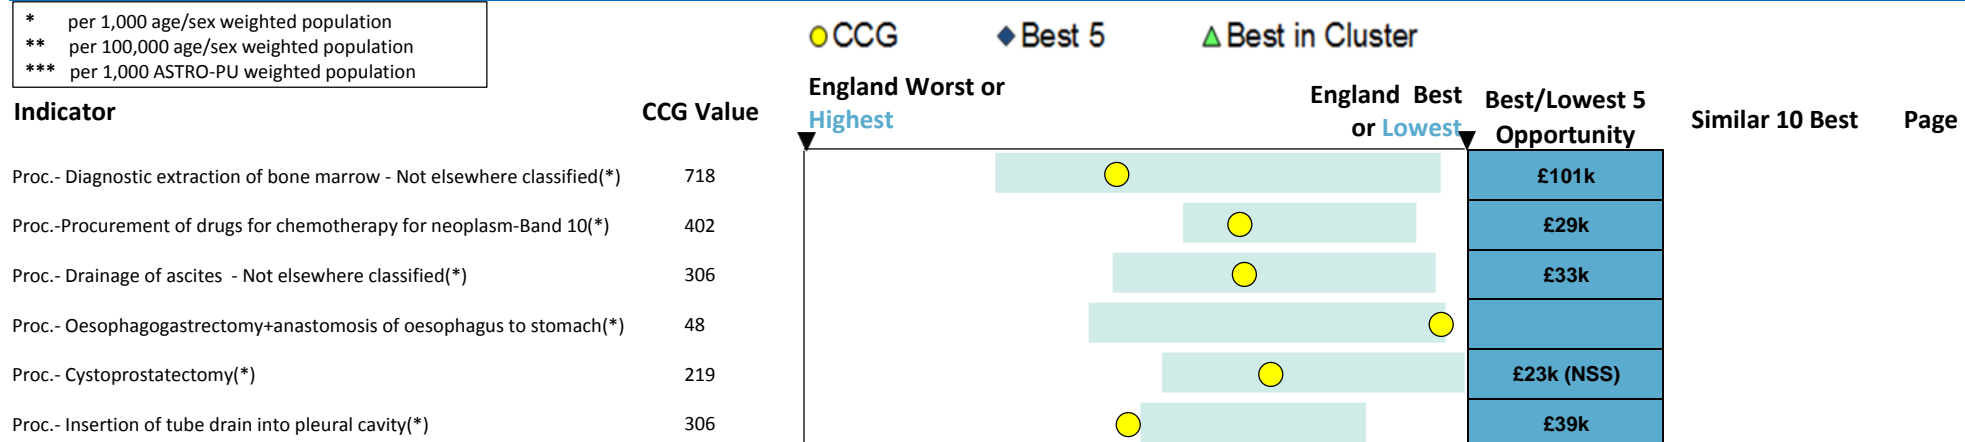 * per 1,000 age/sex weighted population
** per 100,000 age/sex weighted population
*** per 1,000 ASTRO-PU weighted population
CCG Best 5 Best in Cluster
Indicator CCG Value England Worst or Highest England Best or Lowest Best/Lowest 5 Opportunity Similar 10 Best Page
Proc.- Diagnostic extraction of bone marrow - Not elsewhere classified(*) 718 £101k
Proc.-Procurement of drugs for chemotherapy for neoplasm-Band 10(*) 402 £29k
Proc.- Drainage of ascites - Not elsewhere classified(*) 306 £33k
Proc.- Oesophagogastrectomy+anastomosis of oesophagus to stomach(*) 48
Proc.- Cystoprostatectomy(*) 219 £23k (NSS)
Proc.- Insertion of tube drain into pleural cavity(*) 306 £39k